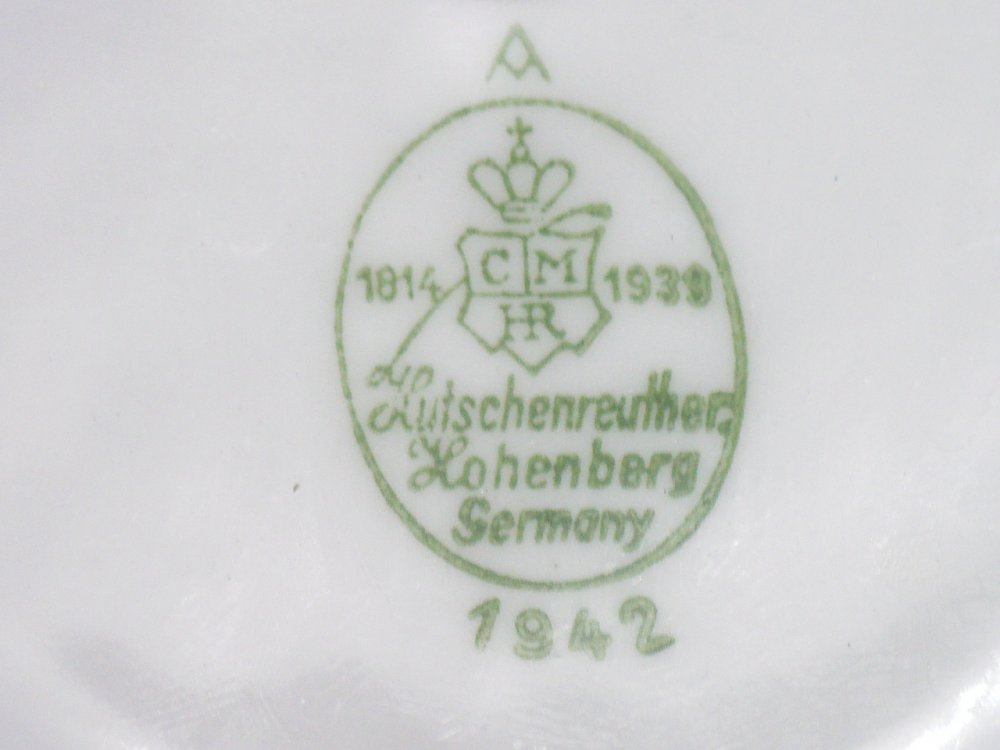 A
C M
1814 1939
HR
Hutschenreuther
Hohenberg
Germany
1942